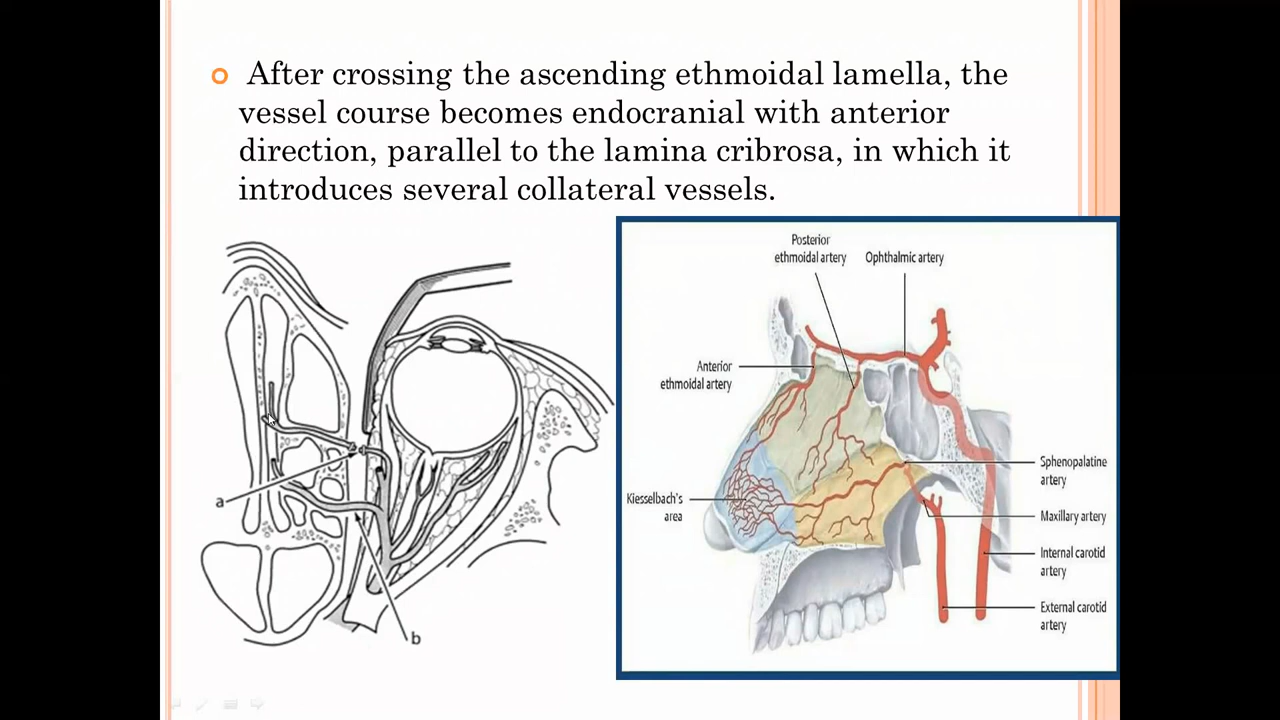 After crossing the ascending ethmoidal lamella, the
vessel course becomes endocranial with anterior
direction, parallel to the lamina cribrosa, in which it
introduces several collateral vessels.
a
b
Posterior
ethmoidal artery
Ophthalmic artery
Anterior
ethmoidal artery
Kiesselbach's
area
Sphenopalatine
artery
Maxillary artery
Internal carotid
artery
External carotid
artery